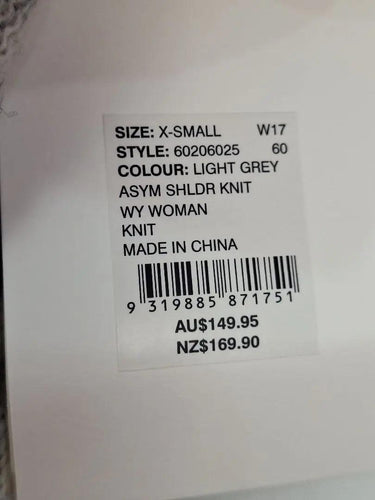 SIZE: X-SMALL W17
STYLE: 60206025 60
COLOUR: LIGHT GREY
ASYM SHLDR KNIT
WY WOMAN
KNIT
MADE IN CHINA
9 319885 871751
AU$149.95
NZ$169.90